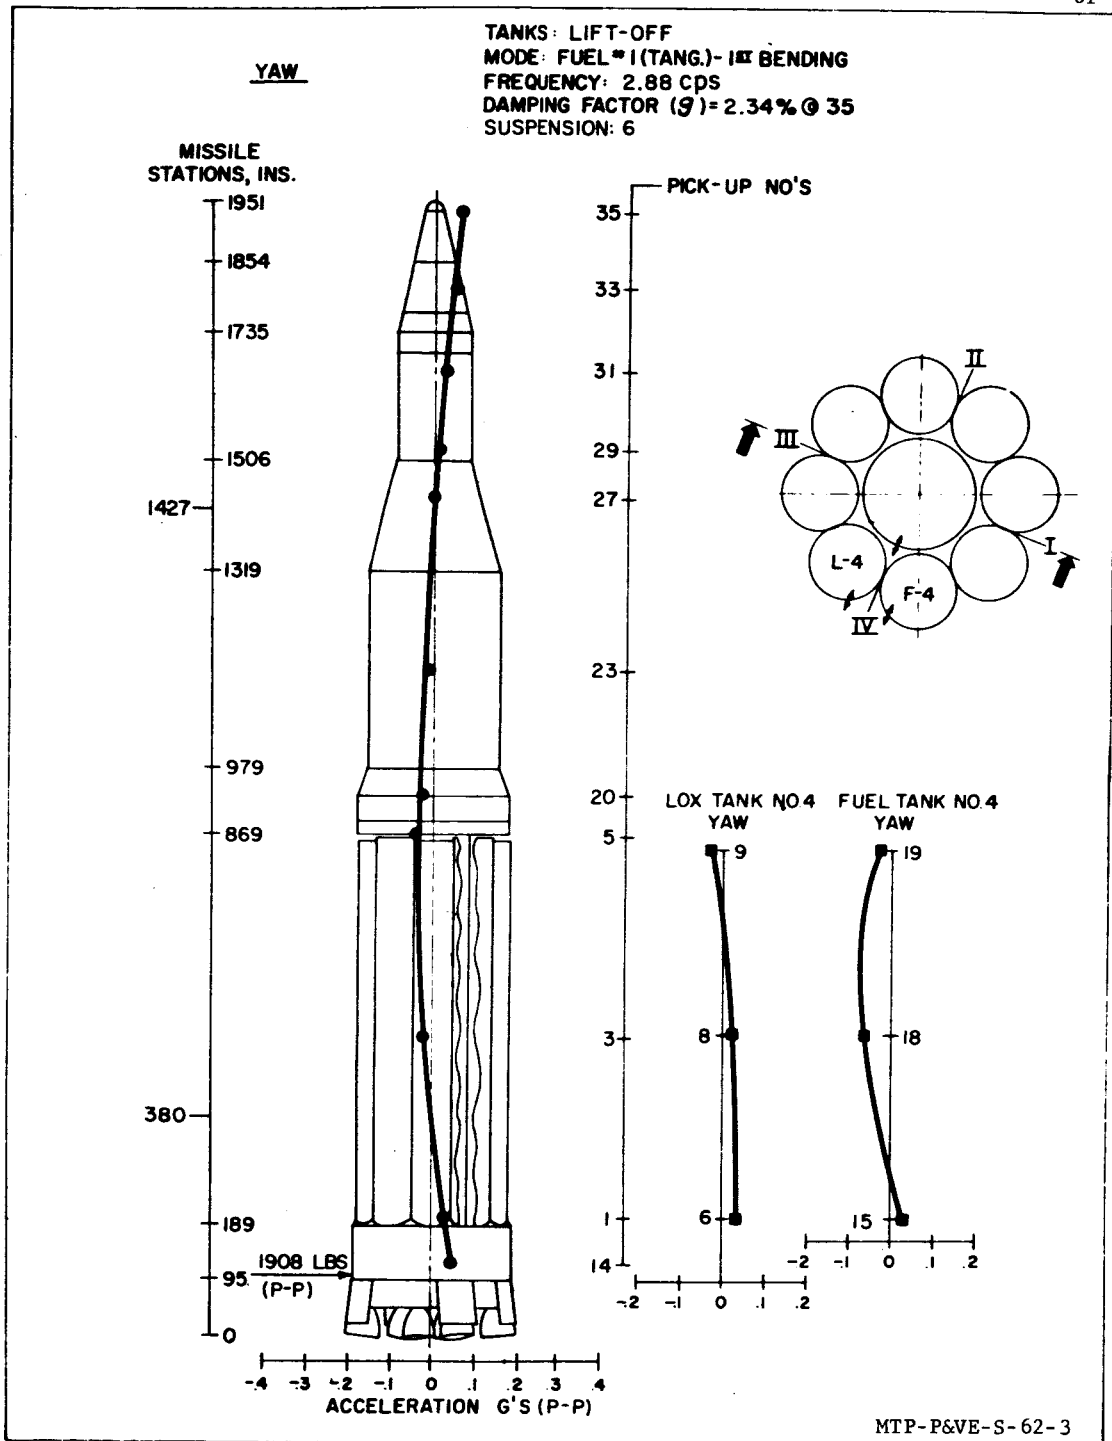 TANKS: LIFT-OFF
MODE: FUEL #1 (TANG.)- 1ST BENDING
FREQUENCY: 2.88 CPS
DAMPING FACTOR (g)= 2.34% @ 35
SUSPENSION: 6
YAW
MISSILE
STATIONS, INS.
1951
1854
1735
1506
1427
1319
979
869
380
189
95
0
1908 LBS
(P-P)
-.4 -.3 -.2 -.1 0 .1 .2 .3 .4
ACCELERATION G'S (P-P)
PICK-UP NO'S
35
33
31
29
27
23
20
5
3
1
14
II
III
I
L-4
F-4
IV
LOX TANK NO.4
YAW
9
8
6
-.2 0 .1 .2
FUEL TANK NO.4
YAW
19
18
15
-.2 -.1 0 .1 .2
MTP-P&VE-S-62-3